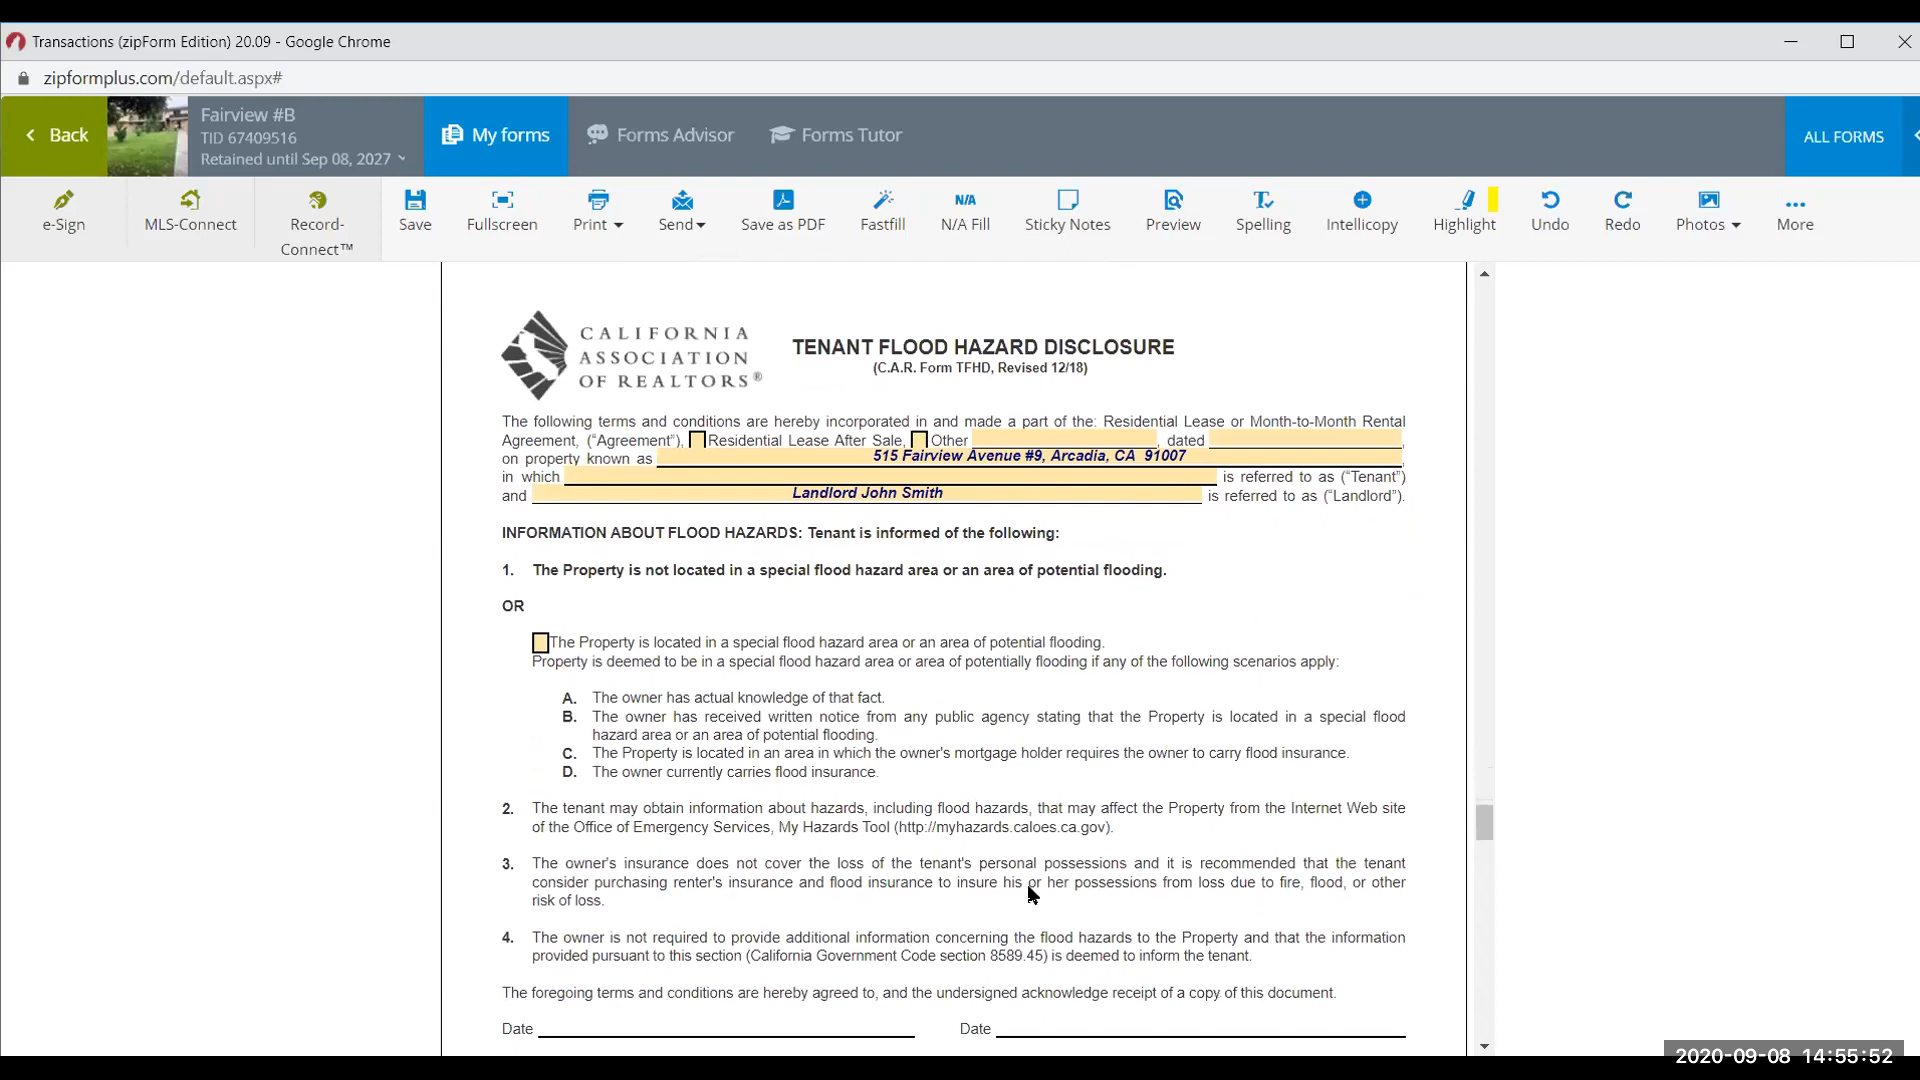 Transactions (zipForm Edition) 20.09 - Google Chrome
zipformplus.com/default.aspx#
Back
Fairview #B
TID 67409516
Retained until Sep 08, 2027
My forms
Forms Advisor
Forms Tutor
ALL FORMS
e-Sign
MLS-Connect
Record-
Connect™
Save
Fullscreen
Print
Send
Save as PDF
Fastfill
N/A
N/A Fill
Sticky Notes
Preview
Spelling
Intellicopy
Highlight
Undo
Redo
Photos
More
CALIFORNIA
ASSOCIATION
OF REALTORS®
TENANT FLOOD HAZARD DISCLOSURE
(C.A.R. Form TFHD, Revised 12/18)
The following terms and conditions are hereby incorporated in and made a part of the: Residential Lease or Month-to-Month Rental
Agreement, (“Agreement”), Residential Lease After Sale, Other , dated
on property known as 515 Fairview Avenue #9, Arcadia, CA 91007 ,
in which is referred to as (“Tenant”)
and Landlord John Smith is referred to as (“Landlord”).
INFORMATION ABOUT FLOOD HAZARDS: Tenant is informed of the following:
1. The Property is not located in a special flood hazard area or an area of potential flooding.
OR
The Property is located in a special flood hazard area or an area of potential flooding.
Property is deemed to be in a special flood hazard area or area of potentially flooding if any of the following scenarios apply:
A. The owner has actual knowledge of that fact.
B. The owner has received written notice from any public agency stating that the Property is located in a special flood
hazard area or an area of potential flooding.
C. The Property is located in an area in which the owner's mortgage holder requires the owner to carry flood insurance.
D. The owner currently carries flood insurance.
2. The tenant may obtain information about hazards, including flood hazards, that may affect the Property from the Internet Web site
of the Office of Emergency Services, My Hazards Tool (http://myhazards.caloes.ca.gov).
3. The owner's insurance does not cover the loss of the tenant's personal possessions and it is recommended that the tenant
consider purchasing renter's insurance and flood insurance to insure his or her possessions from loss due to fire, flood, or other
risk of loss.
4. The owner is not required to provide additional information concerning the flood hazards to the Property and that the information
provided pursuant to this section (California Government Code section 8589.45) is deemed to inform the tenant.
The foregoing terms and conditions are hereby agreed to, and the undersigned acknowledge receipt of a copy of this document.
Date Date
2020-09-08 14:55:52